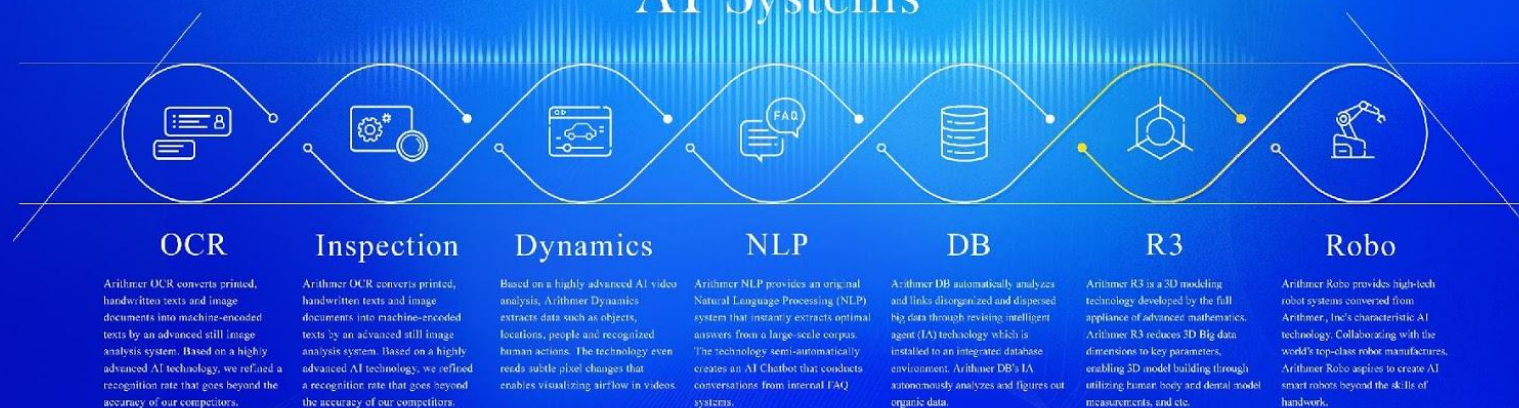 AI Systems
FAQ
OCR
Arithmer OCR converts printed,
handwritten texts and image
documents into machine-encoded
texts by an advanced still image
analysis system. Based on a highly
advanced AI technology, we refined a
recognition rate that goes beyond the
accuracy of our competitors.
Inspection
Arithmer OCR converts printed,
handwritten texts and image
documents into machine-encoded
texts by an advanced still image
analysis system. Based on a highly
advanced AI technology, we refined
a recognition rate that goes beyond
the accuracy of our competitors.
Dynamics
Based on a highly advanced AI video
analysis, Arithmer Dynamics
extracts data such as objects,
locations, people and recognized
human actions. The technology even
reads subtle pixel changes that
enables visualizing airflow in videos.
NLP
Arithmer NLP provides an original
Natural Language Processing (NLP)
system that instantly extracts optimal
answers from a large-scale corpus.
The technology semi-automatically
creates an AI Chatbot that conducts
conversations from internal FAQ
systems.
DB
Arithmer DB automatically analyzes
and links disorganized and dispersed
big data through revising intelligent
agent (IA) technology which is
installed to an integrated database
environment. Arithmer DB's IA
autonomously analyzes and figures out
organic data.
R3
Arithmer R3 is a 3D modeling
technology developed by the full
appliance of advanced mathematics.
Arithmer R3 reduces 3D Big data
dimensions to key parameters,
enabling 3D model building through
utilizing human body and dental model
measurements, and etc.
Robo
Arithmer Robo provides high-tech
robot systems converted from
Arithmer., Inc's characteristic AI
technology. Collaborating with the
world's top-class robot manufactures,
Arithmer Robo aspires to create AI
smart robots beyond the skills of
handwork.